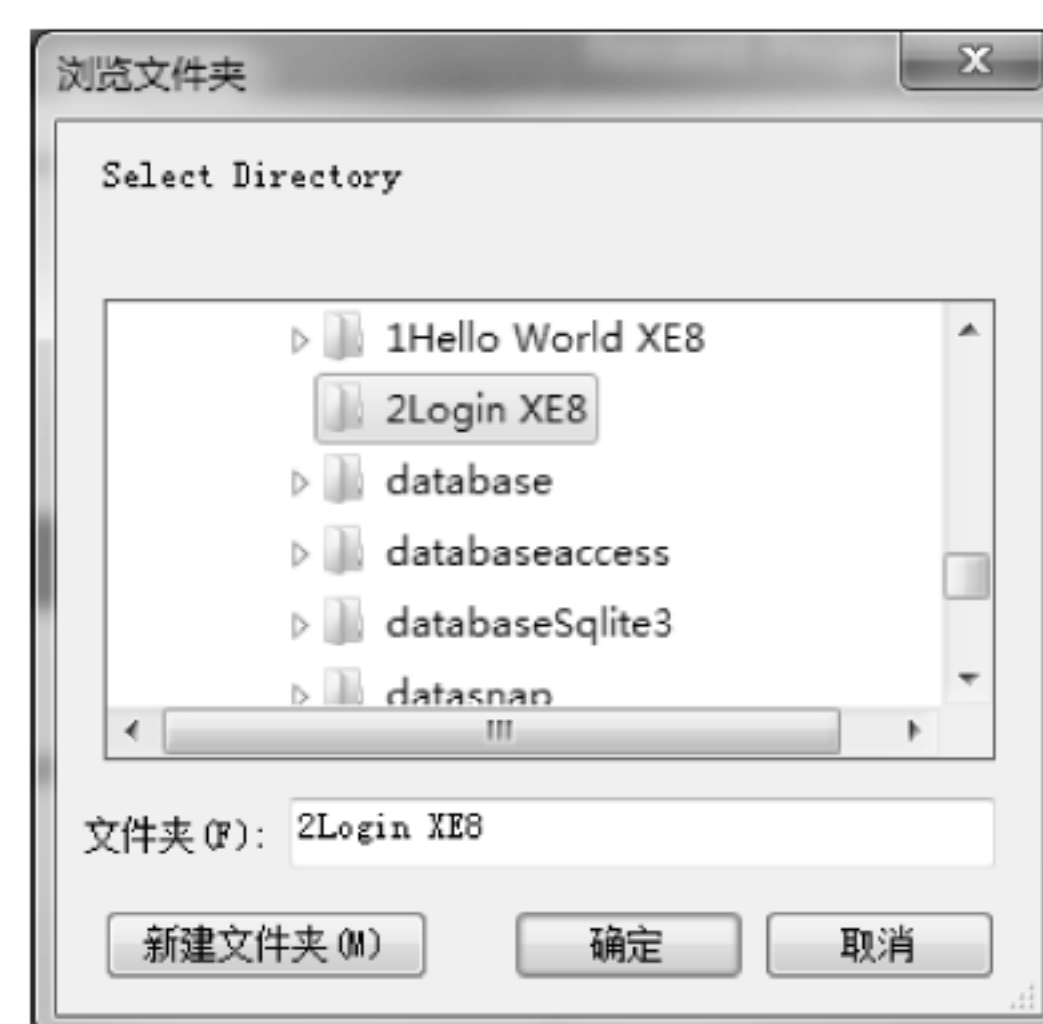 浏览文件夹
Select Directory
1Hello World XE8
2Login XE8
database
databaseaccess
databaseSqlite3
datasnap
文件夹(F): 2Login XE8
新建文件夹(M) 确定 取消